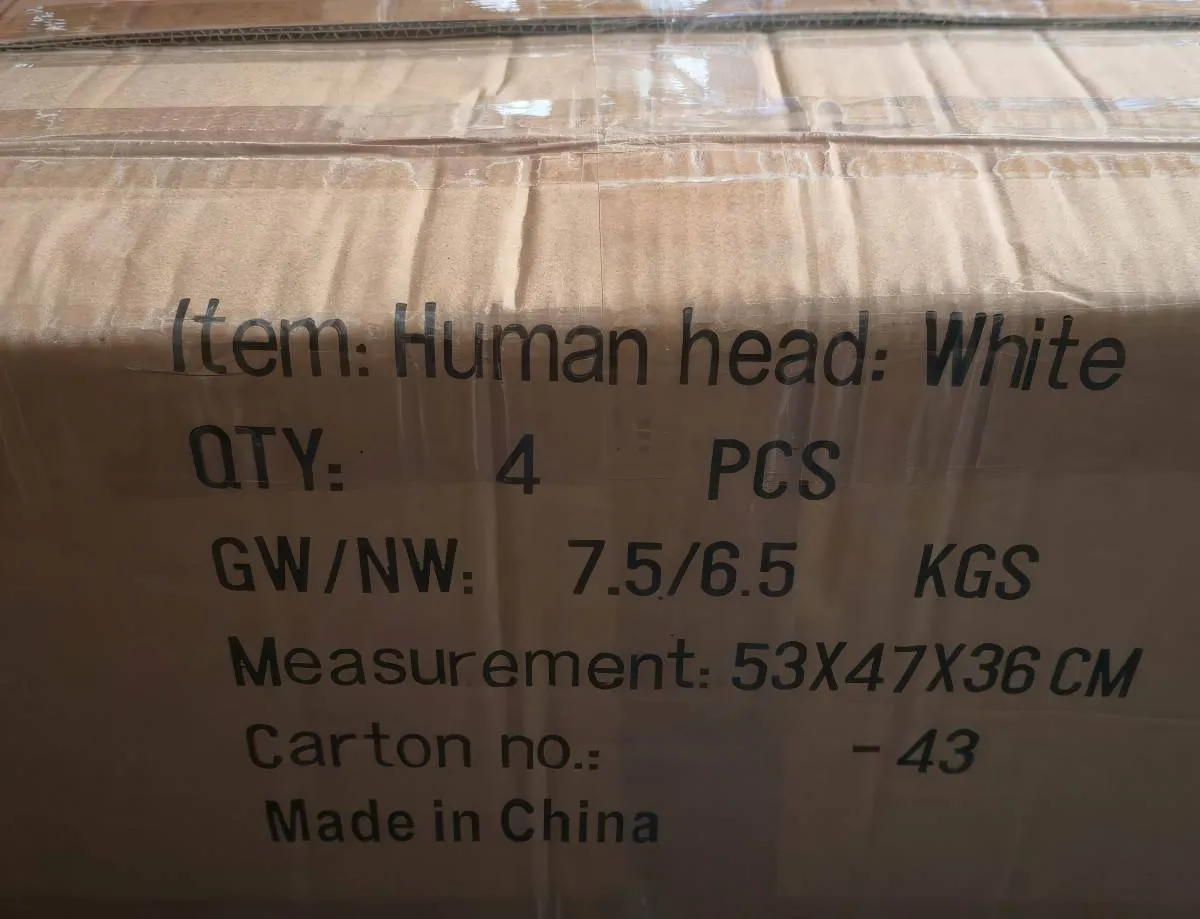 Item: Human head: White
QTY: 4 PCS
GW/NW: 7.5/6.5 KGS
Measurement: 53X47X36 CM
Carton no.: -43
Made in China